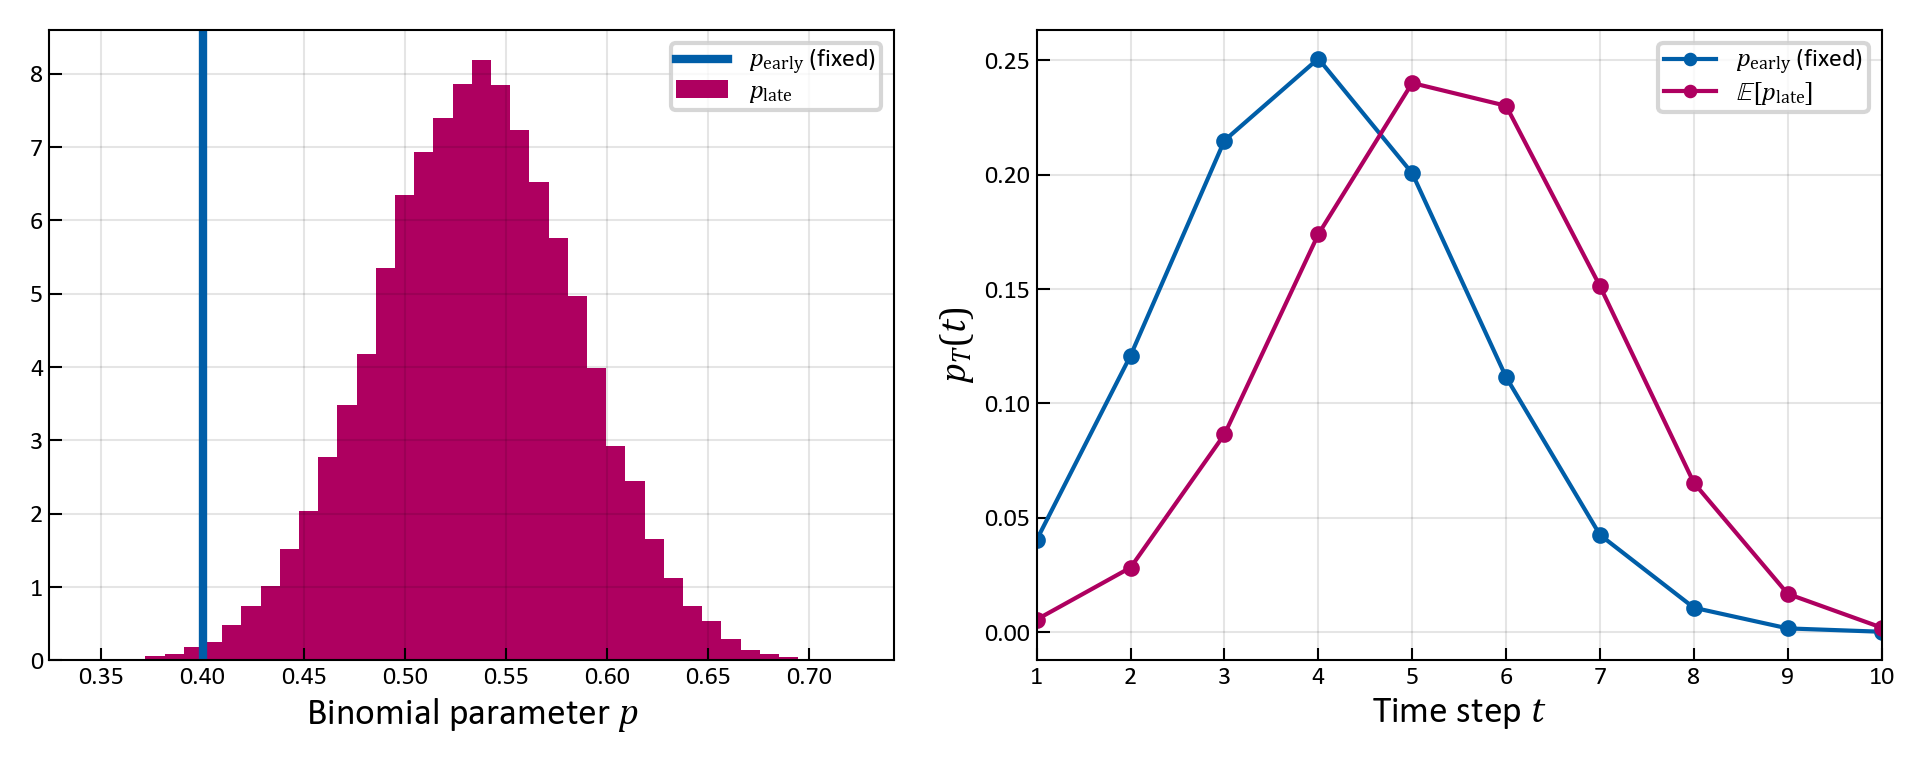 8
7
6
5
4
3
2
1
0
0.35 0.40 0.45 0.50 0.55 0.60 0.65 0.70
Binomial parameter p
p_early (fixed)
p_late
0.25
0.20
0.15
0.10
0.05
0.00
p_T(t)
1 2 3 4 5 6 7 8 9 10
Time step t
p_early (fixed)
𝔼[p_late]